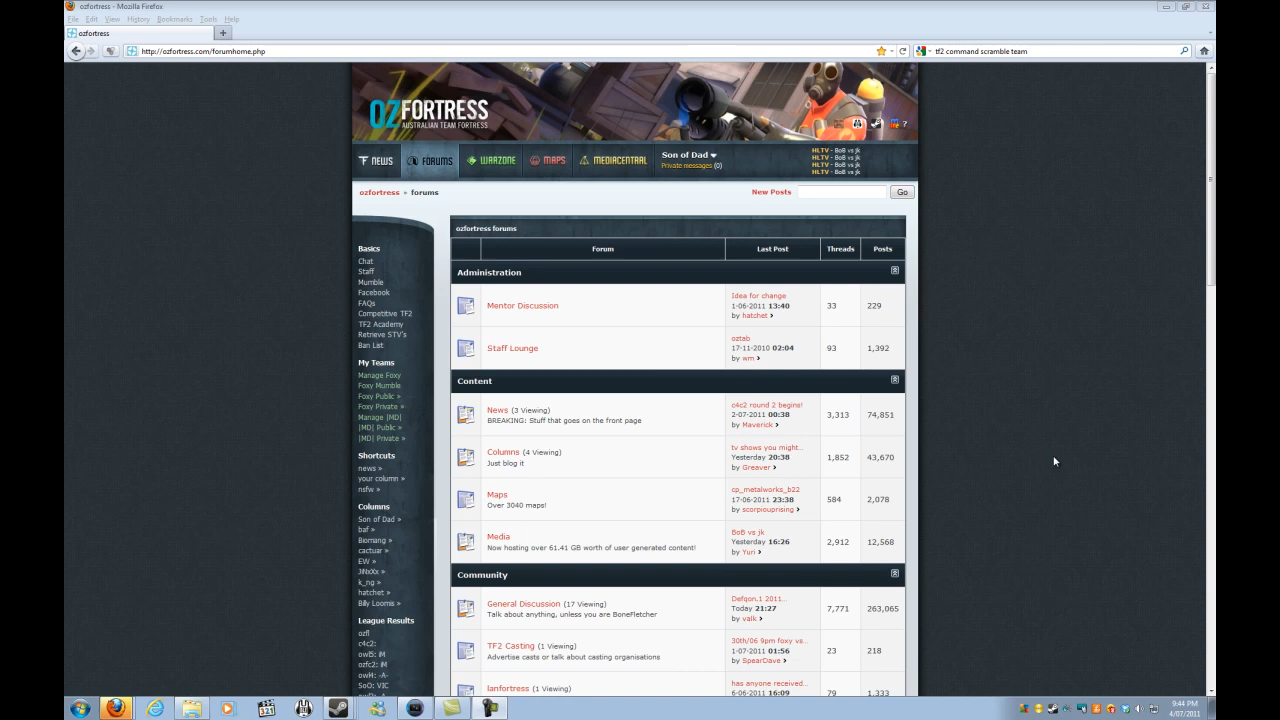 ozfortress - Mozilla Firefox
File Edit View History Bookmarks Tools Help
ozfortress
http://ozfortress.com/forumhome.php
tf2 command scramble team
OZFORTRESS
AUSTRALIAN TEAM FORTRESS
NEWS FORUMS WARZONE MAPS MEDIACENTRAL
Son of Dad
Private messages (0)
HLTV - BoB vs jk
HLTV - BoB vs jk
HLTV - BoB vs jk
HLTV - BoB vs jk
ozfortress » forums
New Posts Go
Basics
Chat
Staff
Mumble
Facebook
FAQs
Competitive TF2
TF2 Academy
Retrieve STV's
Ban List
My Teams
Manage Foxy
Foxy Mumble
Foxy Public »
Foxy Private »
Manage |MD|
|MD| Public »
|MD| Private »
Shortcuts
news »
your column »
nsfw »
Columns
Son of Dad »
baf »
Biomang »
cactuar »
EW »
JiNxXx »
k_ng »
hatchet »
Billy Loomis »
League Results
ozfl
c4c2:
owl5: iM
ozfc2: iM
owl4: -A-
SoO: VIC
ozfortress forums
Forum Last Post Threads Posts
Administration
Mentor Discussion
Idea for change
1-06-2011 13:40
by hatchet
33 229
Staff Lounge
oztab
17-11-2010 02:04
by wm
93 1,392
Content
News (3 Viewing)
BREAKING: Stuff that goes on the front page
c4c2 round 2 begins!
2-07-2011 00:38
by Maverick
3,313 74,851
Columns (4 Viewing)
Just blog it
tv shows you might...
Yesterday 20:38
by Greaver
1,852 43,670
Maps
Over 3040 maps!
cp_metalworks_b22
17-06-2011 23:38
by scorpiouprising
584 2,078
Media
Now hosting over 61.41 GB worth of user generated content!
BoB vs jk
Yesterday 16:26
by Yuri
2,912 12,568
Community
General Discussion (17 Viewing)
Talk about anything, unless you are BoneFletcher
Defqon.1 2011...
Today 21:27
by valk
7,771 263,065
TF2 Casting (1 Viewing)
Advertise casts or talk about casting organisations
30th/06 9pm foxy vs...
1-07-2011 01:56
by SpearDave
23 218
lanfortress (1 Viewing)
has anyone received...
6-06-2011 16:09
79 1,333
9:44 PM
4/07/2011